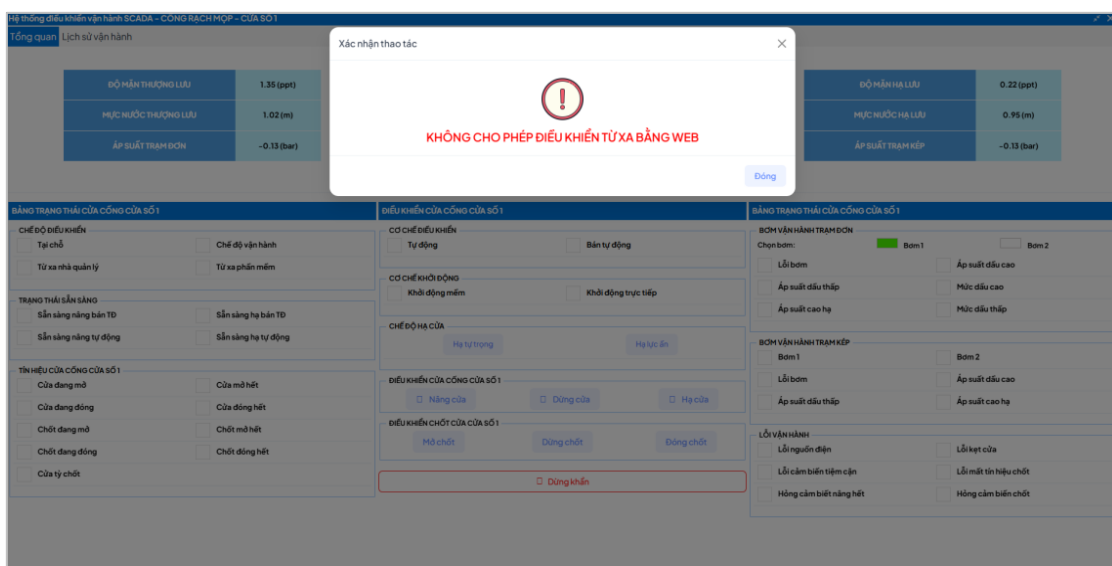 Hệ thống điều khiển vận hành SCADA - CỐNG RẠCH MỌP - CỬA SỐ 1
Tổng quan Lịch sử vận hành
Xác nhận thao tác
KHÔNG CHO PHÉP ĐIỀU KHIỂN TỪ XA BẰNG WEB
Đóng
ĐỘ MẶN THƯỢNG LƯU 1.35 (ppt)
MỰC NƯỚC THƯỢNG LƯU 1.02 (m)
ÁP SUẤT TRẠM ĐƠN -0.13 (bar)
ĐỘ MẶN HẠ LƯU 0.22 (ppt)
MỰC NƯỚC HẠ LƯU 0.95 (m)
ÁP SUẤT TRẠM KÉP -0.13 (bar)
BẢNG TRẠNG THÁI CỬA CỐNG CỬA SỐ 1
CHẾ ĐỘ ĐIỀU KHIỂN
Tại chỗ Chế độ vận hành
Từ xa nhà quản lý Từ xa phần mềm
TRẠNG THÁI SẴN SÀNG
Sẵn sàng nâng bán TĐ Sẵn sàng hạ bán TĐ
Sẵn sàng nâng tự động Sẵn sàng hạ tự động
TÍN HIỆU CỬA CỐNG CỬA SỐ 1
Cửa đang mở Cửa mở hết
Cửa đang đóng Cửa đóng hết
Chốt đang mở Chốt mở hết
Chốt đang đóng Chốt đóng hết
Cửa tỳ chốt
ĐIỀU KHIỂN CỬA CỐNG CỬA SỐ 1
CƠ CHẾ ĐIỀU KHIỂN
Tự động Bán tự động
CƠ CHẾ KHỞI ĐỘNG
Khởi động mềm Khởi động trực tiếp
CHẾ ĐỘ HẠ CỬA
Hạ tự trọng Hạ lực ấn
ĐIỀU KHIỂN CỬA CỐNG CỬA SỐ 1
Nâng cửa Dừng cửa Hạ cửa
ĐIỀU KHIỂN CHỐT CỬA CỬA SỐ 1
Mở chốt Dừng chốt Đóng chốt
Dừng khẩn
BẢNG TRẠNG THÁI CỬA CỐNG CỬA SỐ 1
BƠM VẬN HÀNH TRẠM ĐƠN
Chọn bơm: Bơm 1 Bơm 2
Lỗi bơm Áp suất dầu cao
Áp suất dầu thấp Mức dầu cao
Áp suất cao hạ Mức dầu thấp
BƠM VẬN HÀNH TRẠM KÉP
Bơm 1 Bơm 2
Lỗi bơm Áp suất dầu cao
Áp suất dầu thấp Áp suất cao hạ
LỖI VẬN HÀNH
Lỗi nguồn điện Lỗi kẹt cửa
Lỗi cảm biến tiệm cận Lỗi mất tín hiệu chốt
Hỏng cảm biết nâng hết Hỏng cảm biến chốt